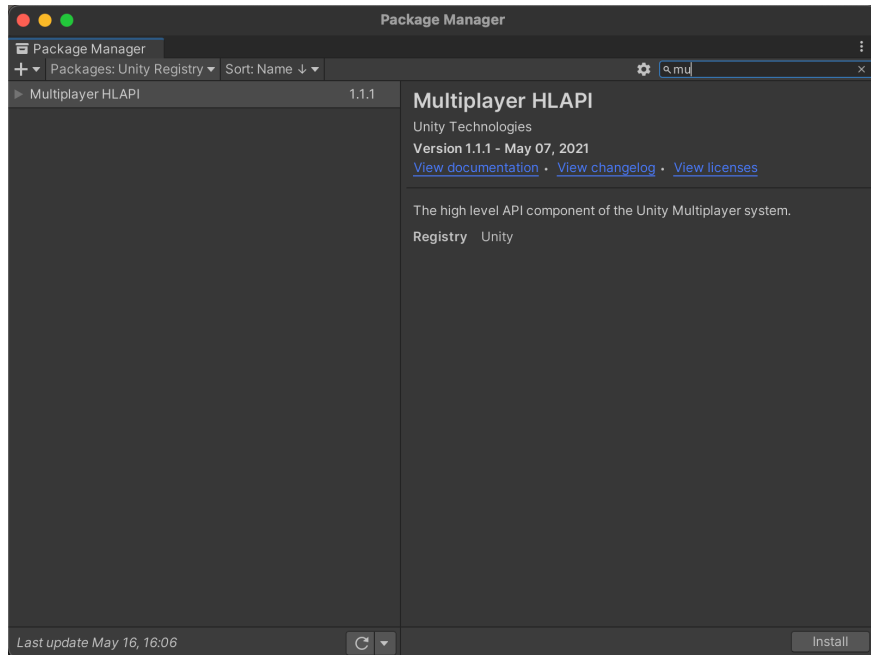 Package Manager
Package Manager
Packages: Unity Registry Sort: Name ↓
mu
Multiplayer HLAPI 1.1.1
Multiplayer HLAPI
Unity Technologies
Version 1.1.1 - May 07, 2021
View documentation • View changelog • View licenses
The high level API component of the Unity Multiplayer system.
Registry Unity
Last update May 16, 16:06
Install